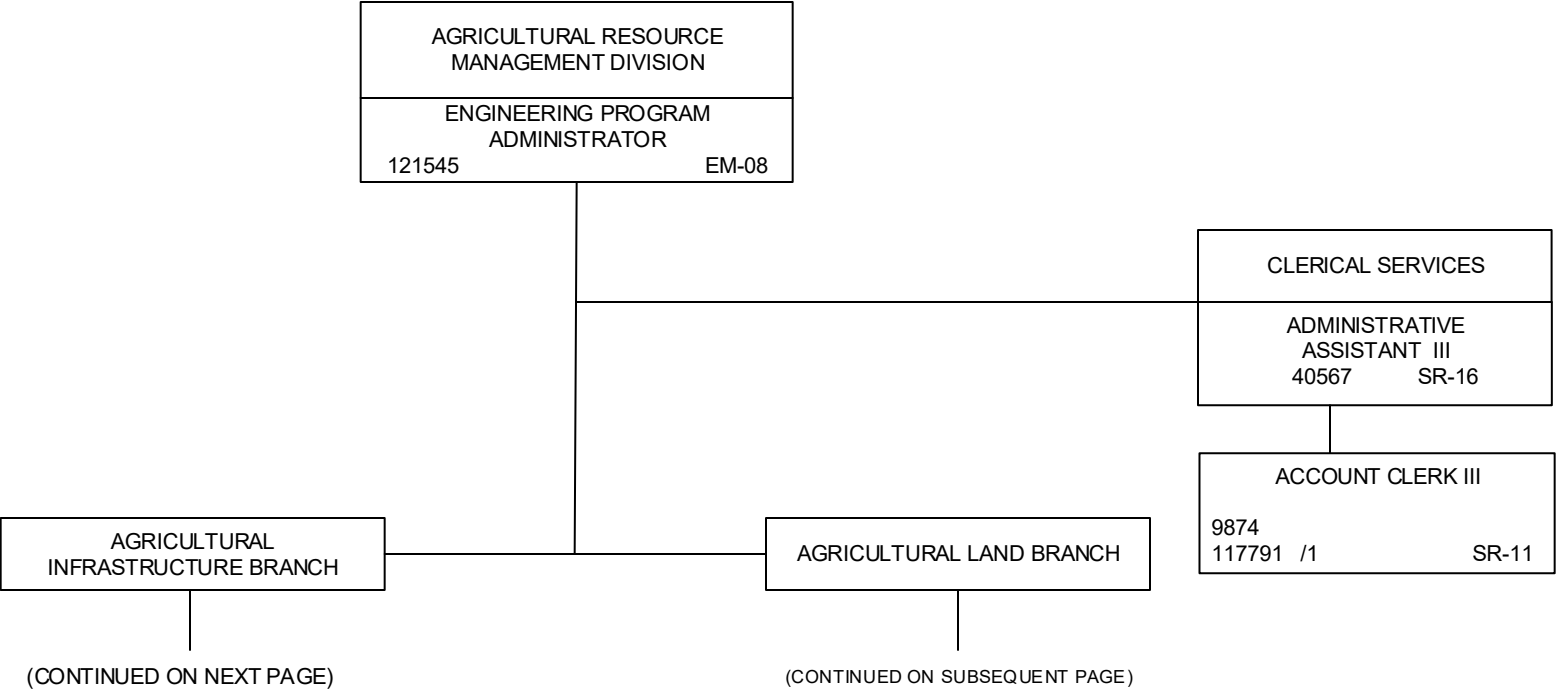 AGRICULTURAL RESOURCE
MANAGEMENT DIVISION
ENGINEERING PROGRAM
ADMINISTRATOR
121545 EM-08
CLERICAL SERVICES
ADMINISTRATIVE
ASSISTANT III
40567 SR-16
ACCOUNT CLERK III
9874
117791 /1 SR-11
AGRICULTURAL
INFRASTRUCTURE BRANCH
AGRICULTURAL LAND BRANCH
(CONTINUED ON NEXT PAGE)
(CONTINUED ON SUBSEQUENT PAGE)